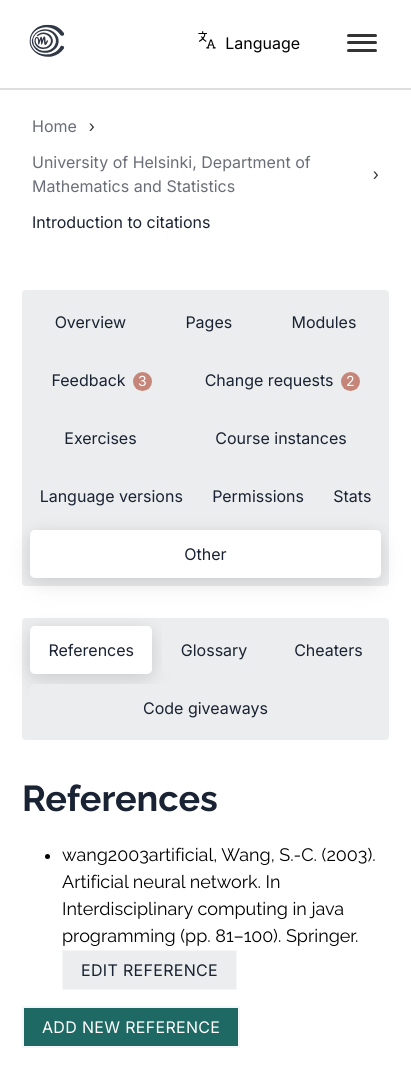 Language
Home ›
University of Helsinki, Department of
Mathematics and Statistics ›
Introduction to citations
Overview Pages Modules
Feedback 3 Change requests 2
Exercises Course instances
Language versions Permissions Stats
Other
References Glossary Cheaters
Code giveaways
References
• wang2003artificial, Wang, S.-C. (2003).
Artificial neural network. In
Interdisciplinary computing in java
programming (pp. 81–100). Springer.
EDIT REFERENCE
ADD NEW REFERENCE